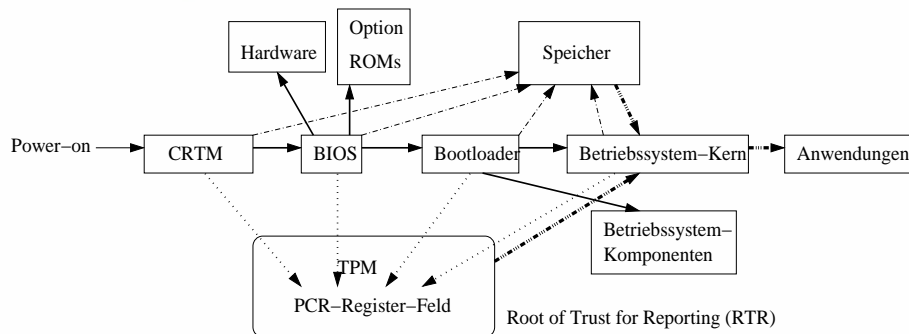 Option
Hardware
ROMs
Speicher
Power−on
CRTM
BIOS
Bootloader
Betriebssystem−Kern
Anwendungen
Betriebssystem−
Komponenten
TPM
PCR−Register−Feld
Root of Trust for Reporting (RTR)